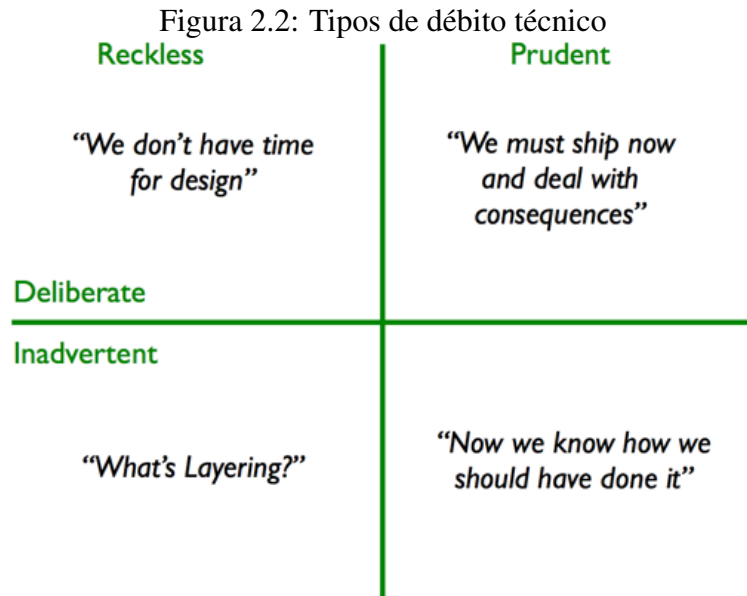 Figura 2.2: Tipos de débito técnico
Reckless
Prudent
“We don’t have time
for design”
“We must ship now
and deal with
consequences”
Deliberate
Inadvertent
“What’s Layering?”
“Now we know how we
should have done it”